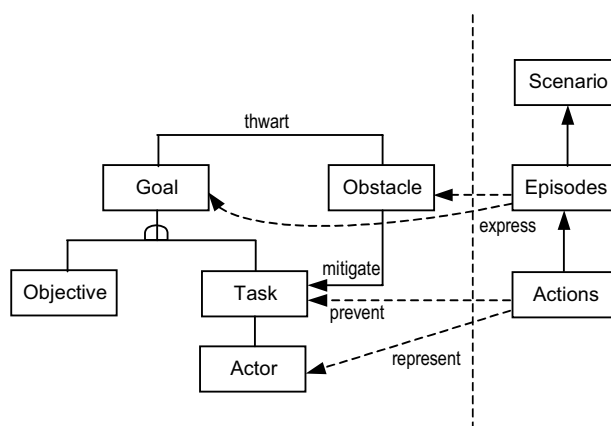 Scenario
thwart
Goal
Obstacle
Episodes
express
mitigate
Objective
Task
Actions
prevent
Actor
represent